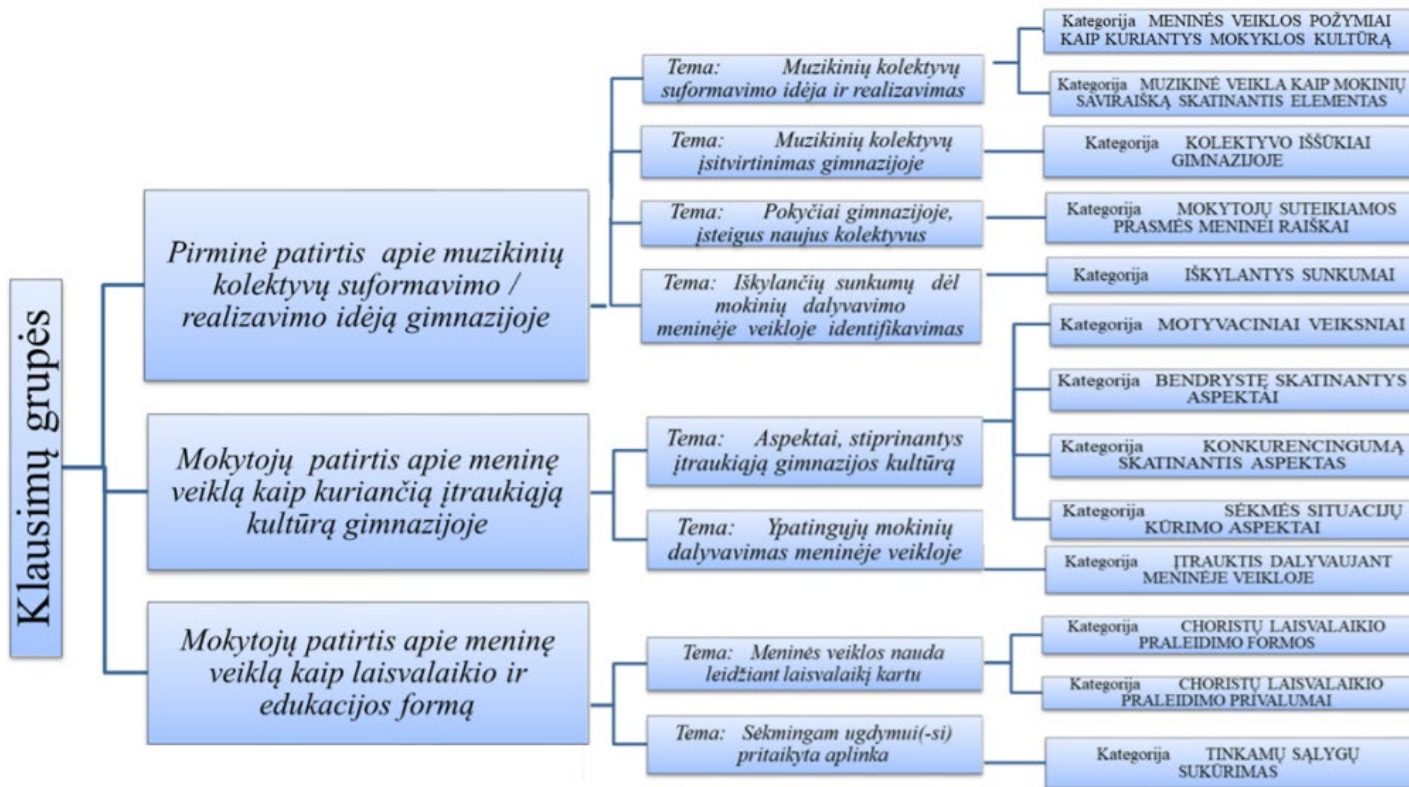 Klausimų grupės
Pirminė patirtis apie muzikinių
kolektyvų suformavimo /
realizavimo idėją gimnazijoje
Tema: Muzikinių kolektyvų
suformavimo idėja ir realizavimas
Kategorija MENINĖS VEIKLOS POŽYMIAI
KAIP KURIANTYS MOKYKLOS KULTŪRĄ
Kategorija MUZIKINĖ VEIKLA KAIP MOKINIŲ
SAVIRAIŠKĄ SKATINANTIS ELEMENTAS
Tema: Muzikinių kolektyvų
įsitvirtinimas gimnazijoje
Kategorija KOLEKTYVO IŠŠŪKIAI
GIMNAZIJOJE
Tema: Pokyčiai gimnazijoje,
įsteigus naujus kolektyvus
Kategorija MOKYTOJŲ SUTEIKIAMOS
PRASMĖS MENINEI RAIŠKAI
Tema: Iškylančių sunkumų dėl
mokinių dalyvavimo
meninėje veikloje identifikavimas
Kategorija IŠKYLANTYS SUNKUMAI
Mokytojų patirtis apie meninę
veiklą kaip kuriančią įtraukiąją
kultūrą gimnazijoje
Tema: Aspektai, stiprinantys
įtraukiąją gimnazijos kultūrą
Kategorija MOTYVACINIAI VEIKSNIAI
Kategorija BENDRYSTĘ SKATINANTYS
ASPEKTAI
Kategorija KONKURENCINGUMĄ
SKATINANTIS ASPEKTAS
Kategorija SĖKMĖS SITUACIJŲ
KŪRIMO ASPEKTAI
Tema: Ypatingųjų mokinių
dalyvavimas meninėje veikloje
Kategorija ĮTRAUKTIS DALYVAUJANT
MENINĖJE VEIKLOJE
Mokytojų patirtis apie meninę
veiklą kaip laisvalaikio ir
edukacijos formą
Tema: Meninės veiklos nauda
leidžiant laisvalaikį kartu
Kategorija CHORISTŲ LAISVALAIKIO
PRALEIDIMO FORMOS
Kategorija CHORISTŲ LAISVALAIKIO
PRALEIDIMO PRIVALUMAI
Tema: Sėkmingam ugdymui(-si)
pritaikyta aplinka
Kategorija TINKAMŲ SĄLYGŲ
SUKŪRIMAS